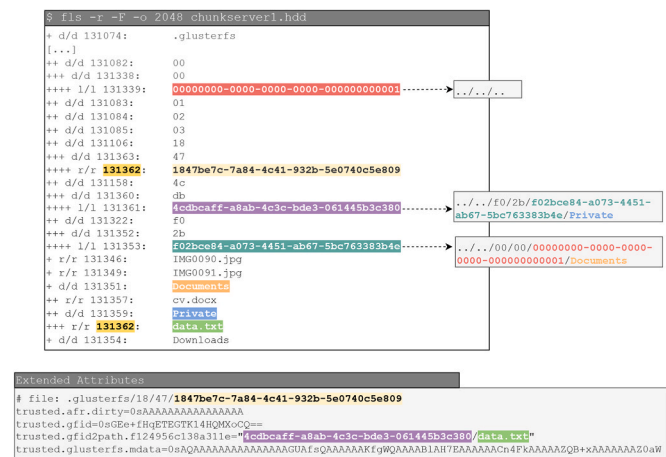 $ fls -r -F -o 2048 chunkserver1.hdd
+ d/d 131074: .glusterfs
[...]
++ d/d 131082: 00
+++ d/d 131338: 00
++++ l/l 131339: 00000000-0000-0000-0000-000000000001
../../..
++ d/d 131083: 01
++ d/d 131084: 02
++ d/d 131085: 03
++ d/d 131106: 18
+++ d/d 131363: 47
++++ r/r 131362: 1847be7c-7a84-4c41-932b-5e0740c5e809
++ d/d 131158: 4c
+++ d/d 131360: db
++++ l/l 131361: 4cdbcaff-a8ab-4c3c-bde3-061445b3c380
../../f0/2b/f02bce84-a073-4451-
ab67-5bc763383b4e/Private
++ d/d 131322: f0
+++ d/d 131352: 2b
++++ l/l 131353: f02bce84-a073-4451-ab67-5bc763383b4e
../../00/00/00000000-0000-0000-
0000-000000000001/Documents
+ r/r 131346: IMG0090.jpg
+ r/r 131349: IMG0091.jpg
+ d/d 131351: Documents
++ r/r 131357: cv.docx
++ d/d 131359: Private
+++ r/r 131362: data.txt
+ d/d 131354: Downloads
Extended Attributes
# file: .glusterfs/18/47/1847be7c-7a84-4c41-932b-5e0740c5e809
trusted.afr.dirty=0sAAAAAAAAAAAAAAAA
trusted.gfid=0sGEe+fHqETEGTK14HQMXoCQ==
trusted.gfid2path.f124956c138a311e="4cdbcaff-a8ab-4c3c-bde3-061445b3c380/data.txt"
trusted.glusterfs.mdata=0sAQAAAAAAAAAAAAAAAAGUAfsQAAAAAAKfgWQAAAABlAH7EAAAAAACn4FkAAAAAZQB+xAAAAAAAZ0aW